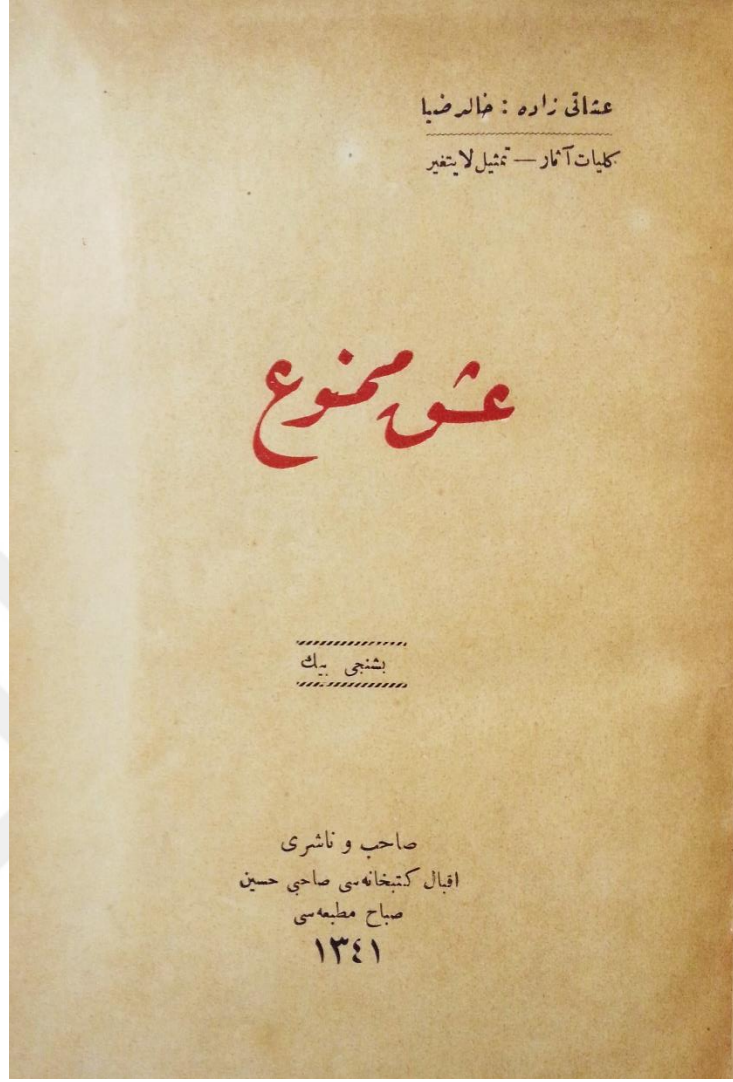 عشاقی زاده : خالد ضیا
کلیات آثار — تمثیل لایتغیر
عشق ممنوع
بشنجی بیك
صاحب و ناشری
اقبال کتبخانه‌سی صاحبی حسین
صباح مطبعه‌سی
۱۳٤۱